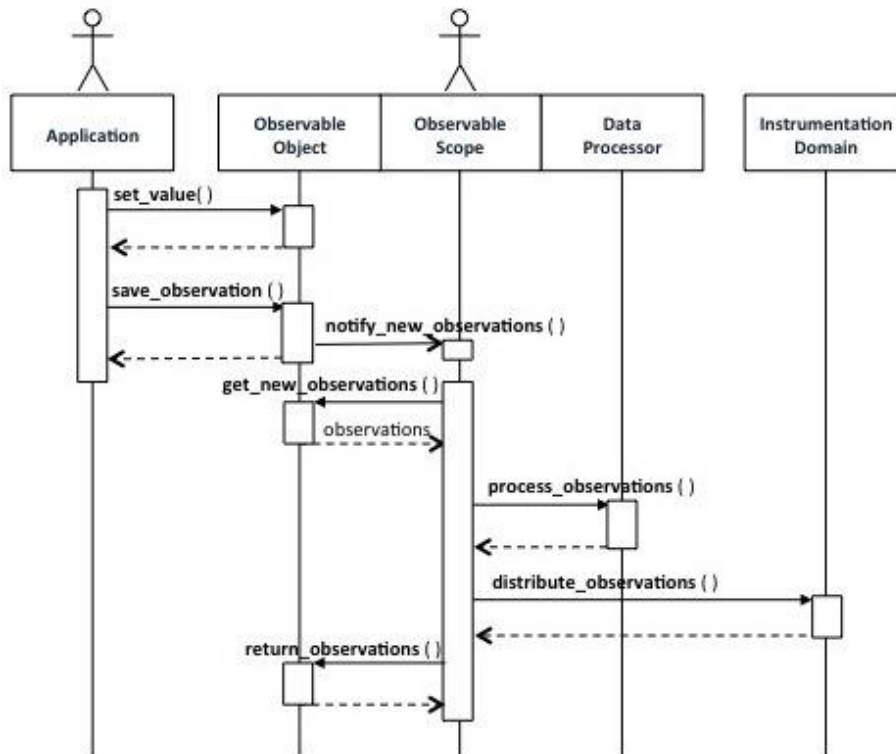 Application
Observable
Object
Observable
Scope
Data
Processor
Instrumentation
Domain
set_value( )
save_observation ( )
notify_new_observations ( )
get_new_observations ( )
observations
process_observations ( )
distribute_observations ( )
return_observations ( )